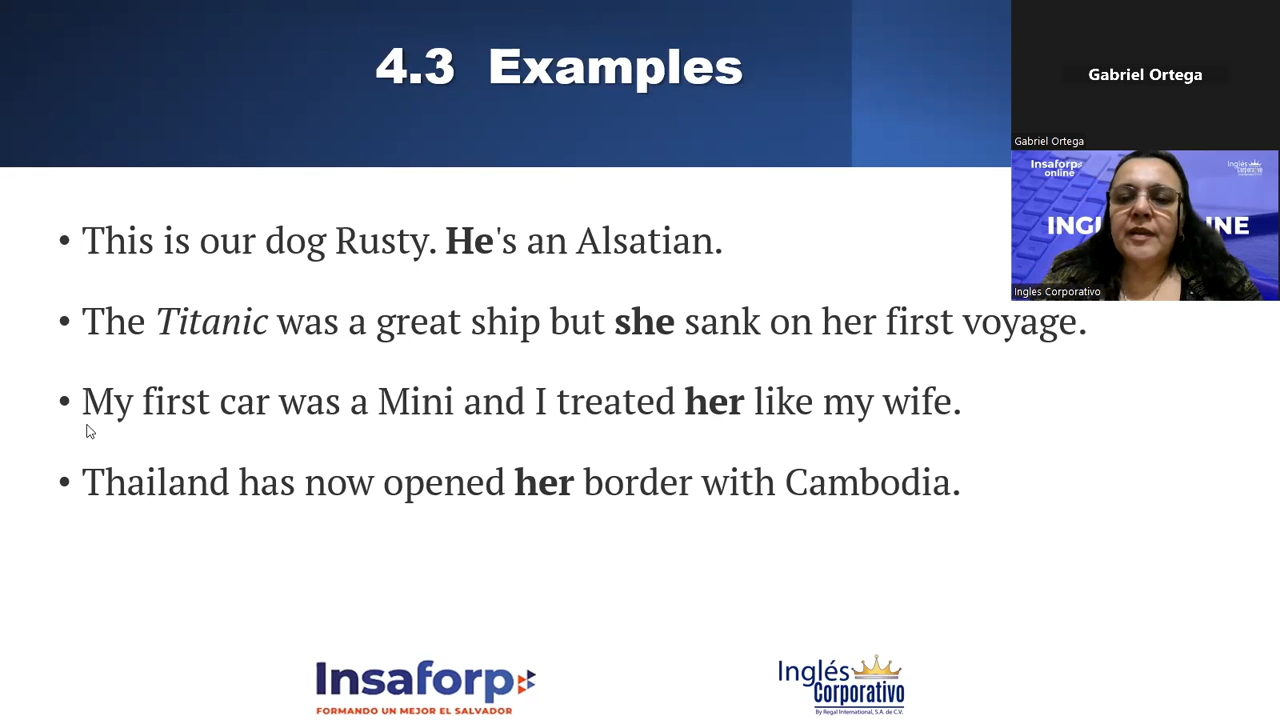 4.3 Examples
Gabriel Ortega
Gabriel Ortega
Insaforp
online
Inglés
Corporativo
INGL
INE
Ingles Corporativo
• This is our dog Rusty. He's an Alsatian.
• The Titanic was a great ship but she sank on her first voyage.
• My first car was a Mini and I treated her like my wife.
• Thailand has now opened her border with Cambodia.
Insaforp
FORMANDO UN MEJOR EL SALVADOR
Inglés
Corporativo
By Regal International, S.A. de C.V.